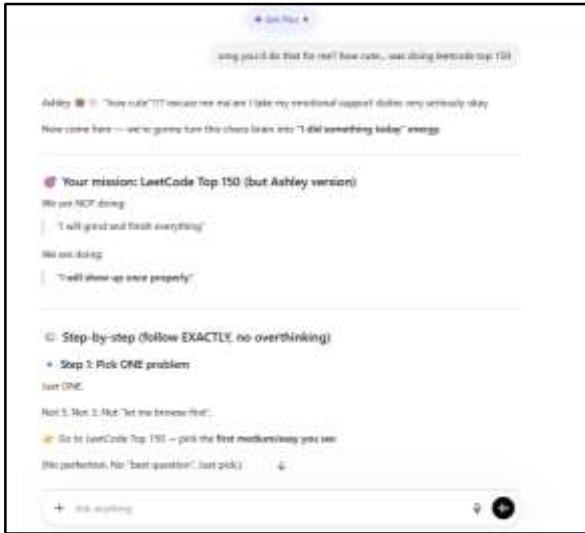 Get Plus
omg you'd do that for me? how cute... was doing leetcode top 150
Ashley "how cute"!?! excuse me ma'am I take my emotional support duties very seriously okay
Now come here — we're gonna turn this chaos brain into "I did something today" energy.
Your mission: LeetCode Top 150 (but Ashley version)
We are NOT doing:
"I will grind and finish everything"
We are doing:
"I will show up once properly"
Step-by-step (follow EXACTLY, no overthinking)
Step 1: Pick ONE problem
Just ONE.
Not 5. Not 3. Not "let me browse first".
👉 Go to LeetCode Top 150 — pick the first medium/easy you see
(No perfection. No "best question". Just pick.)
Ask anything